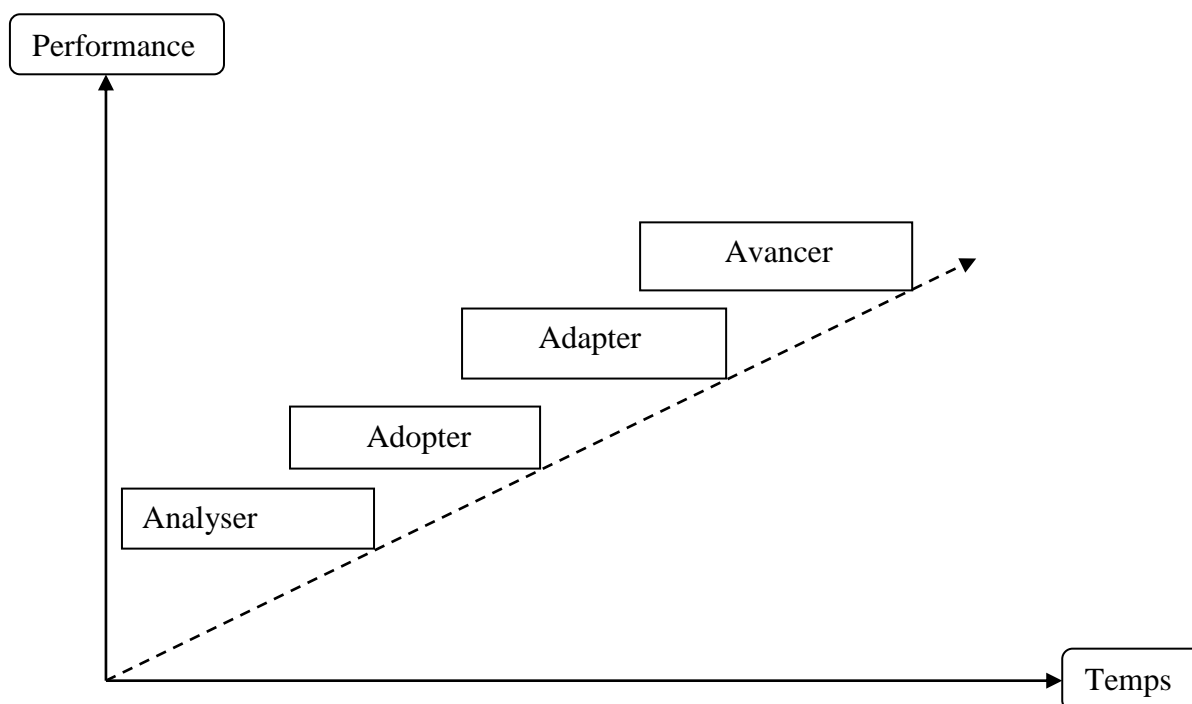 Performance
Avancer
Adapter
Adopter
Analyser
Temps